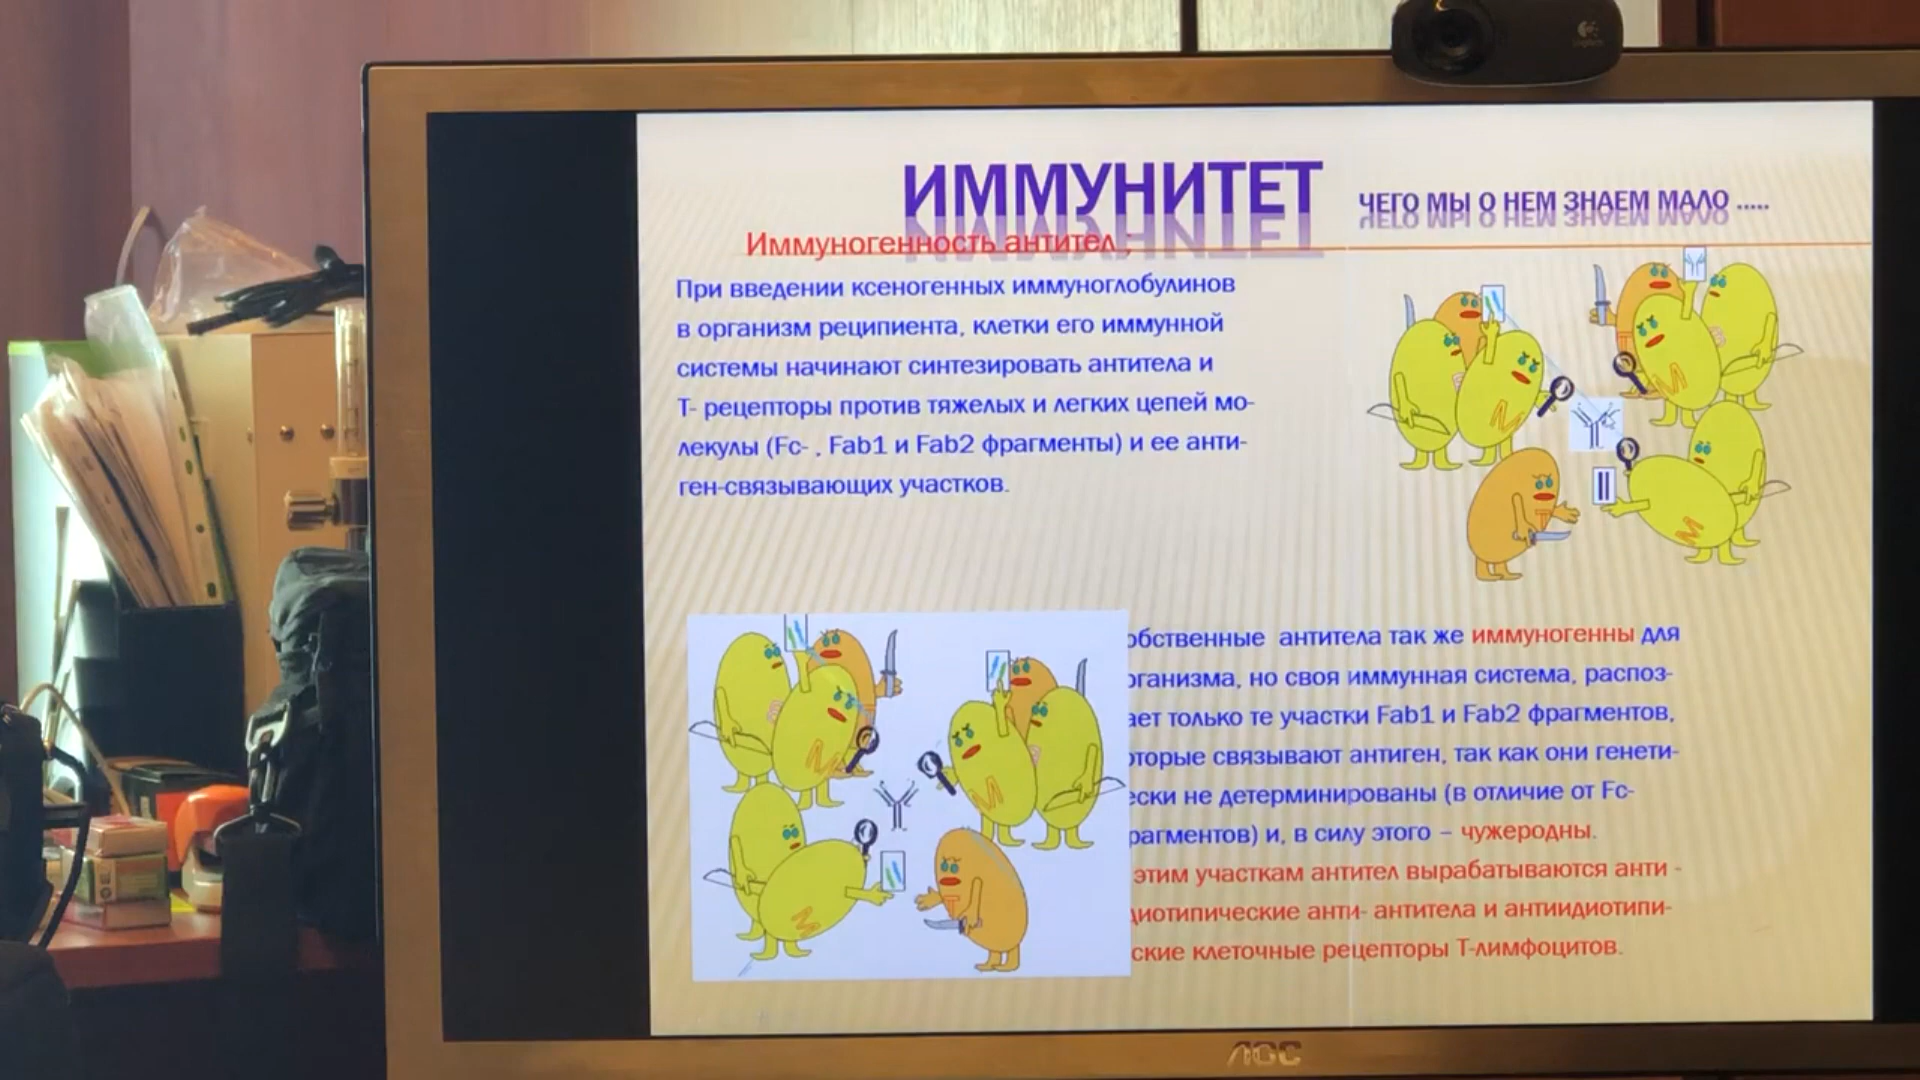 ИММУНИТЕТ ЧЕГО МЫ О НЕМ ЗНАЕМ МАЛО .....
Иммуногенность антител ;
При введении ксеногенных иммуноглобулинов
в организм реципиента, клетки его иммунной
системы начинают синтезировать антитела и
Т- рецепторы против тяжелых и легких цепей мо-
лекулы (Fc- , Fab1 и Fab2 фрагменты) и ее анти-
ген-связывающих участков.
М
М
М
Т
обственные антитела так же иммуногенны для
рганизма, но своя иммунная система, распоз-
ает только те участки Fab1 и Fab2 фрагментов,
оторые связывают антиген, так как они генети-
ески не детерминированы (в отличие от Fc-
рагментов) и, в силу этого – чужеродны.
этим участкам антител вырабатываются анти -
диотипические анти- антитела и антиидиотипи-
ские клеточные рецепторы Т-лимфоцитов.
М
М
М
Т
AOC